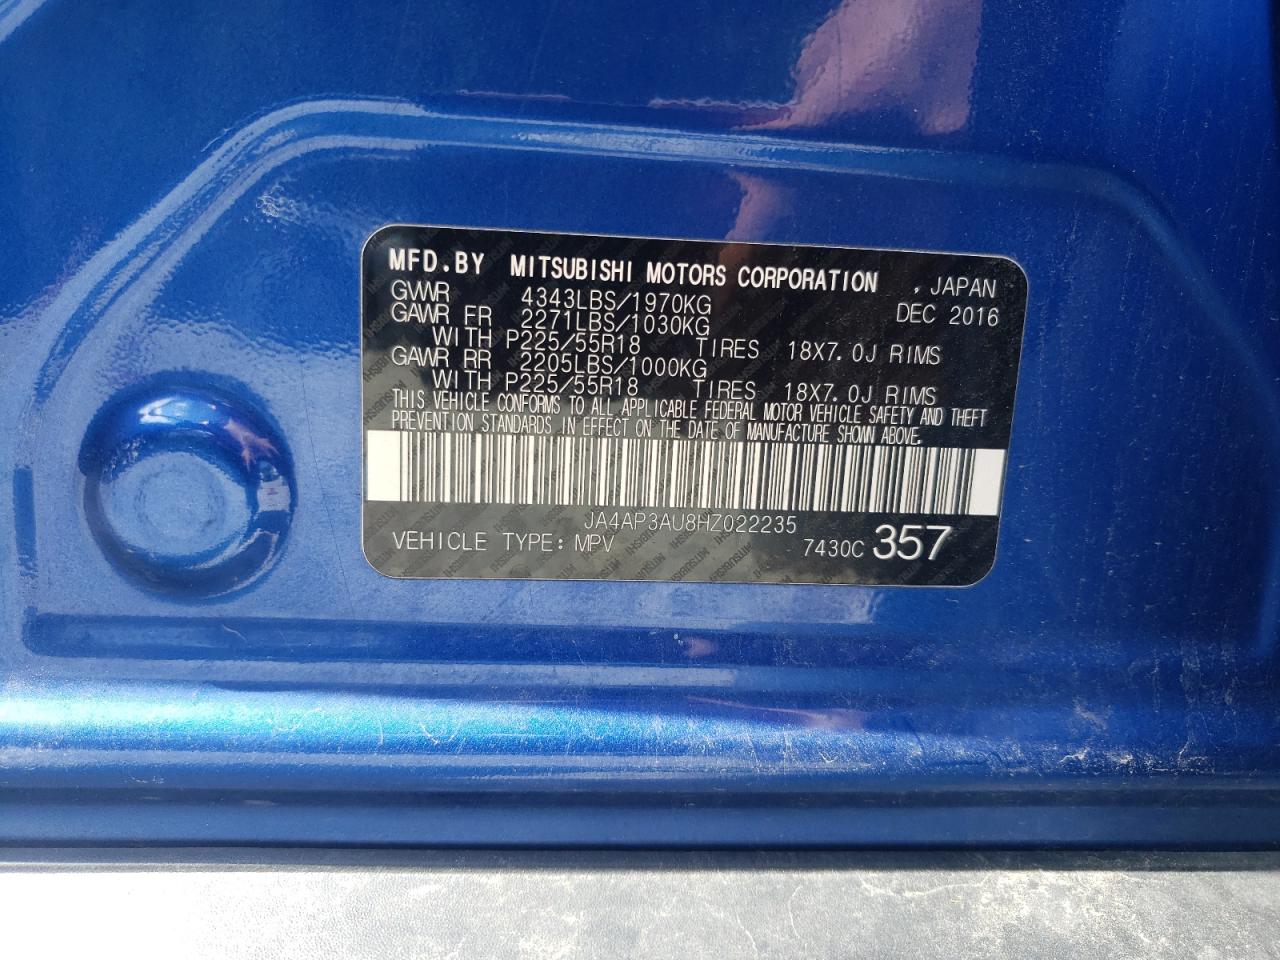 MFD.BY MITSUBISHI MOTORS CORPORATION , JAPAN
GVWR 4343LBS/1970KG DEC 2016
GAWR FR 2271LBS/1030KG
WITH P225/55R18 TIRES 18X7.0J RIMS
GAWR RR 2205LBS/1000KG
WITH P225/55R18 TIRES 18X7.0J RIMS
THIS VEHICLE CONFORMS TO ALL APPLICABLE FEDERAL MOTOR VEHICLE SAFETY AND THEFT
PREVENTION STANDARDS IN EFFECT ON THE DATE OF MANUFACTURE SHOWN ABOVE.
JA4AP3AU8HZ022235
VEHICLE TYPE: MPV 7430C 357